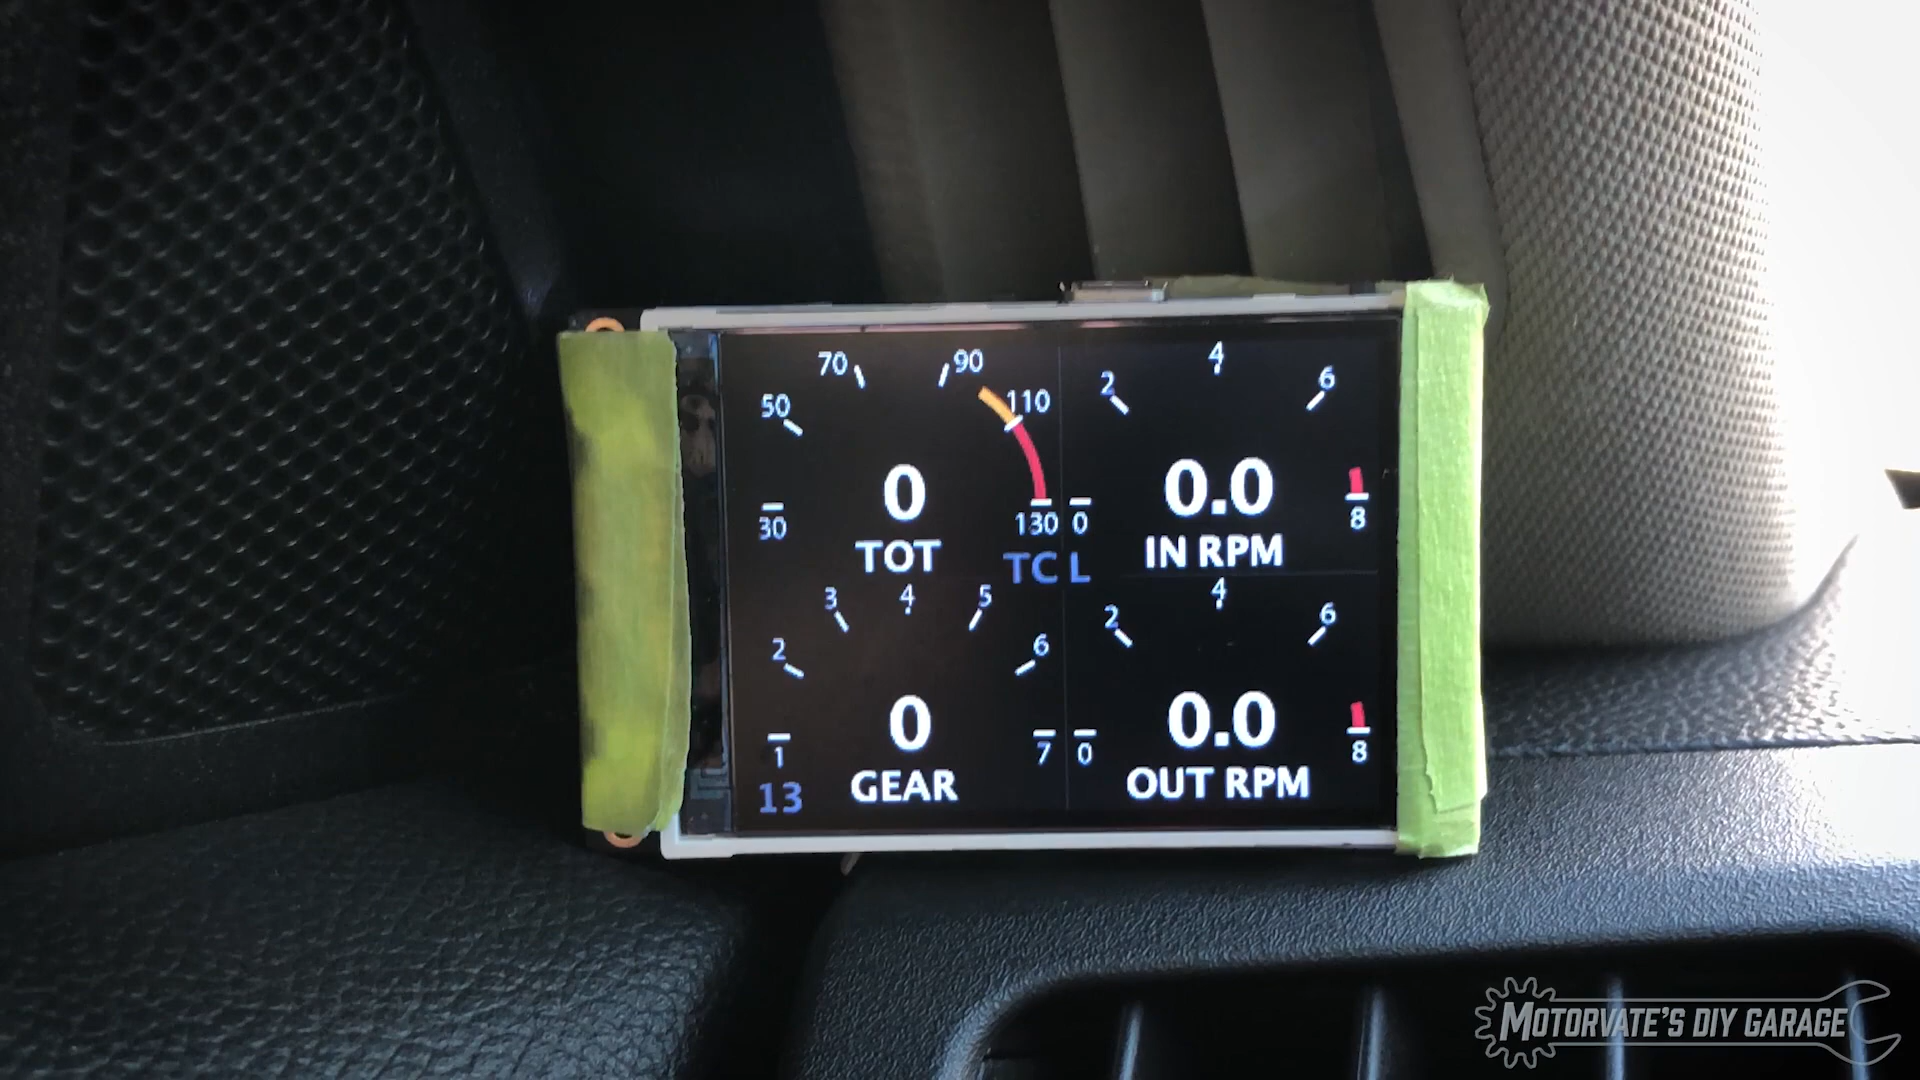 70 90
50 110
0
30 130
TOT
2 4 6
0.0
0 8
IN RPM
TC L
3 4 5
2 6
0
1 7
GEAR
13
2 4 6
0.0
0 8
OUT RPM
MOTORVATE'S DIY GARAGE